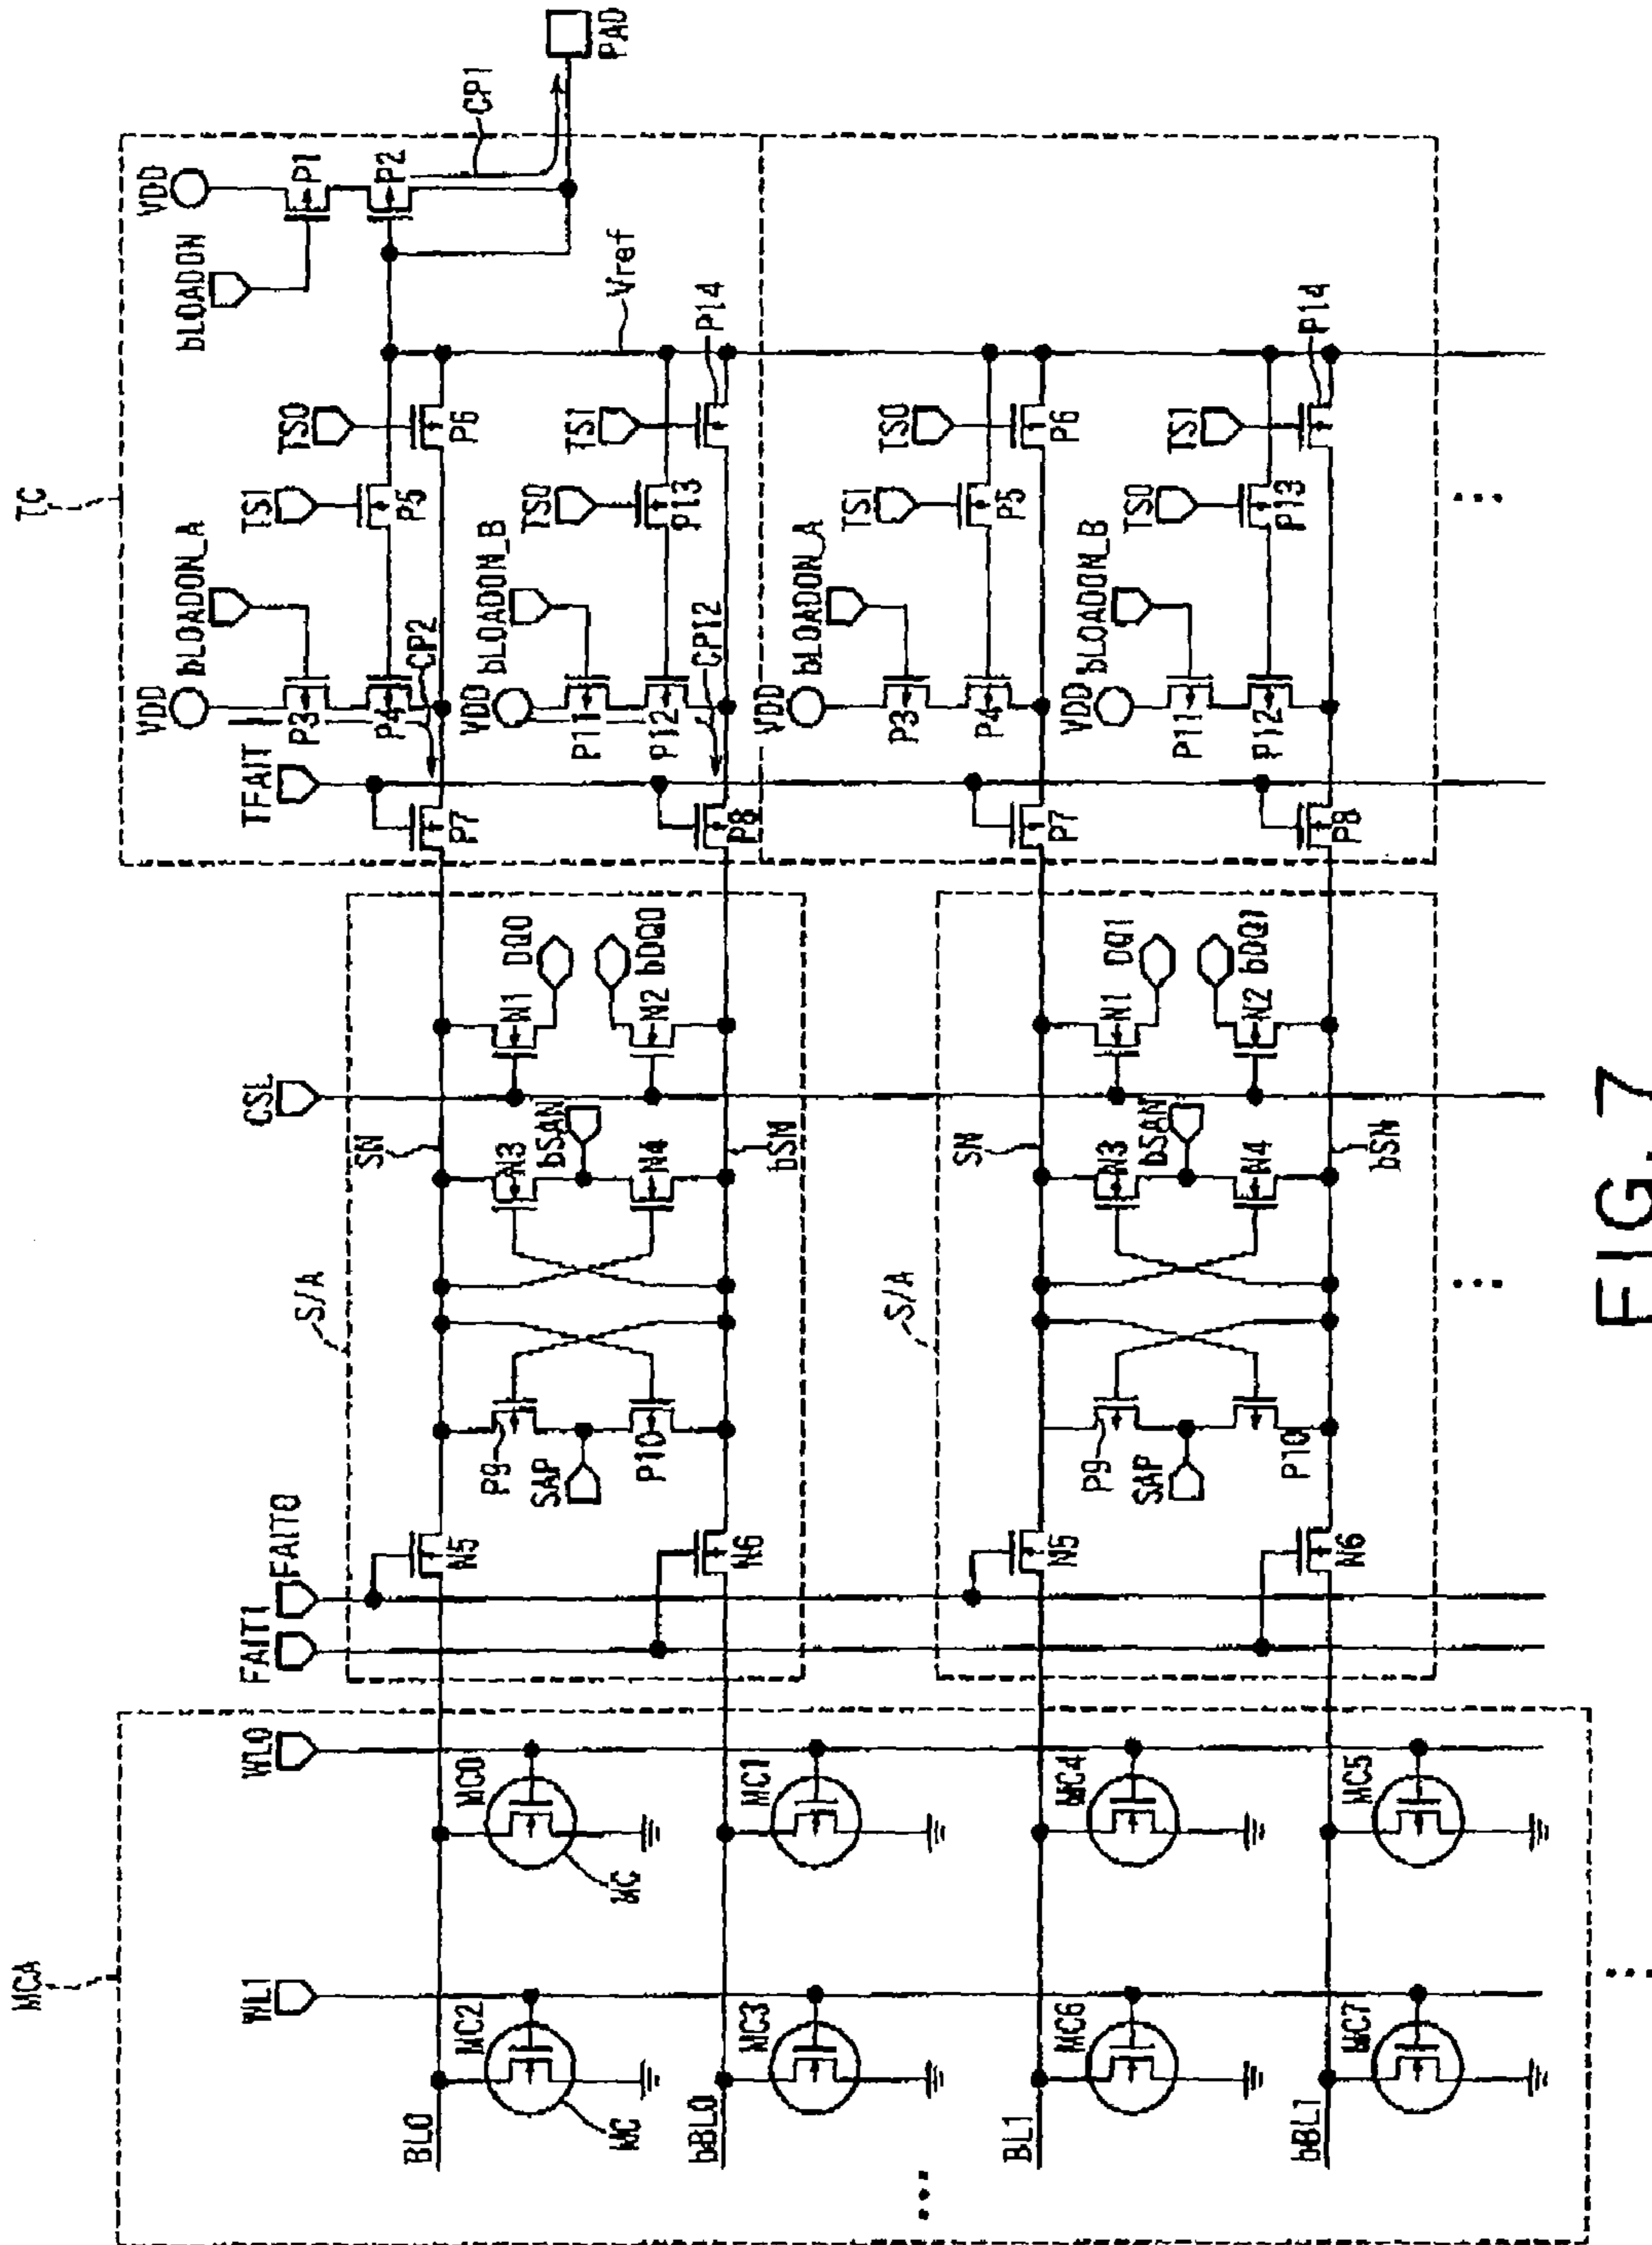 MCA
TC
WL1
WL0
FAIT1
FAIT0
CSL
TFAIT
VDD
bLOADON_A
TS1
TS0
bLOADON
VDD
P1
P2
CP1
PAD
S/A
SN
P3
P4
CP2
P5
P6
BL0
MC2
MC0
N5
P9
SAP
P10
N3
bSAN
N4
N1
DQ0
bDQ0
N2
P7
VDD
bLOADON_B
TS0
TS1
Vref
MC
MC
P11
P12
CP12
P13
P14
bBL0
MC3
MC1
N6
bSN
P8
S/A
SN
VDD
bLOADON_A
TS1
TS0
P3
P4
P5
P6
BL1
MC6
MC4
N5
P9
SAP
P10
N3
bSAN
N4
N1
DQ1
bDQ1
N2
P7
VDD
bLOADON_B
TS0
TS1
P11
P12
P13
P14
bBL1
MC7
MC5
N6
bSN
P8
FIG. 7